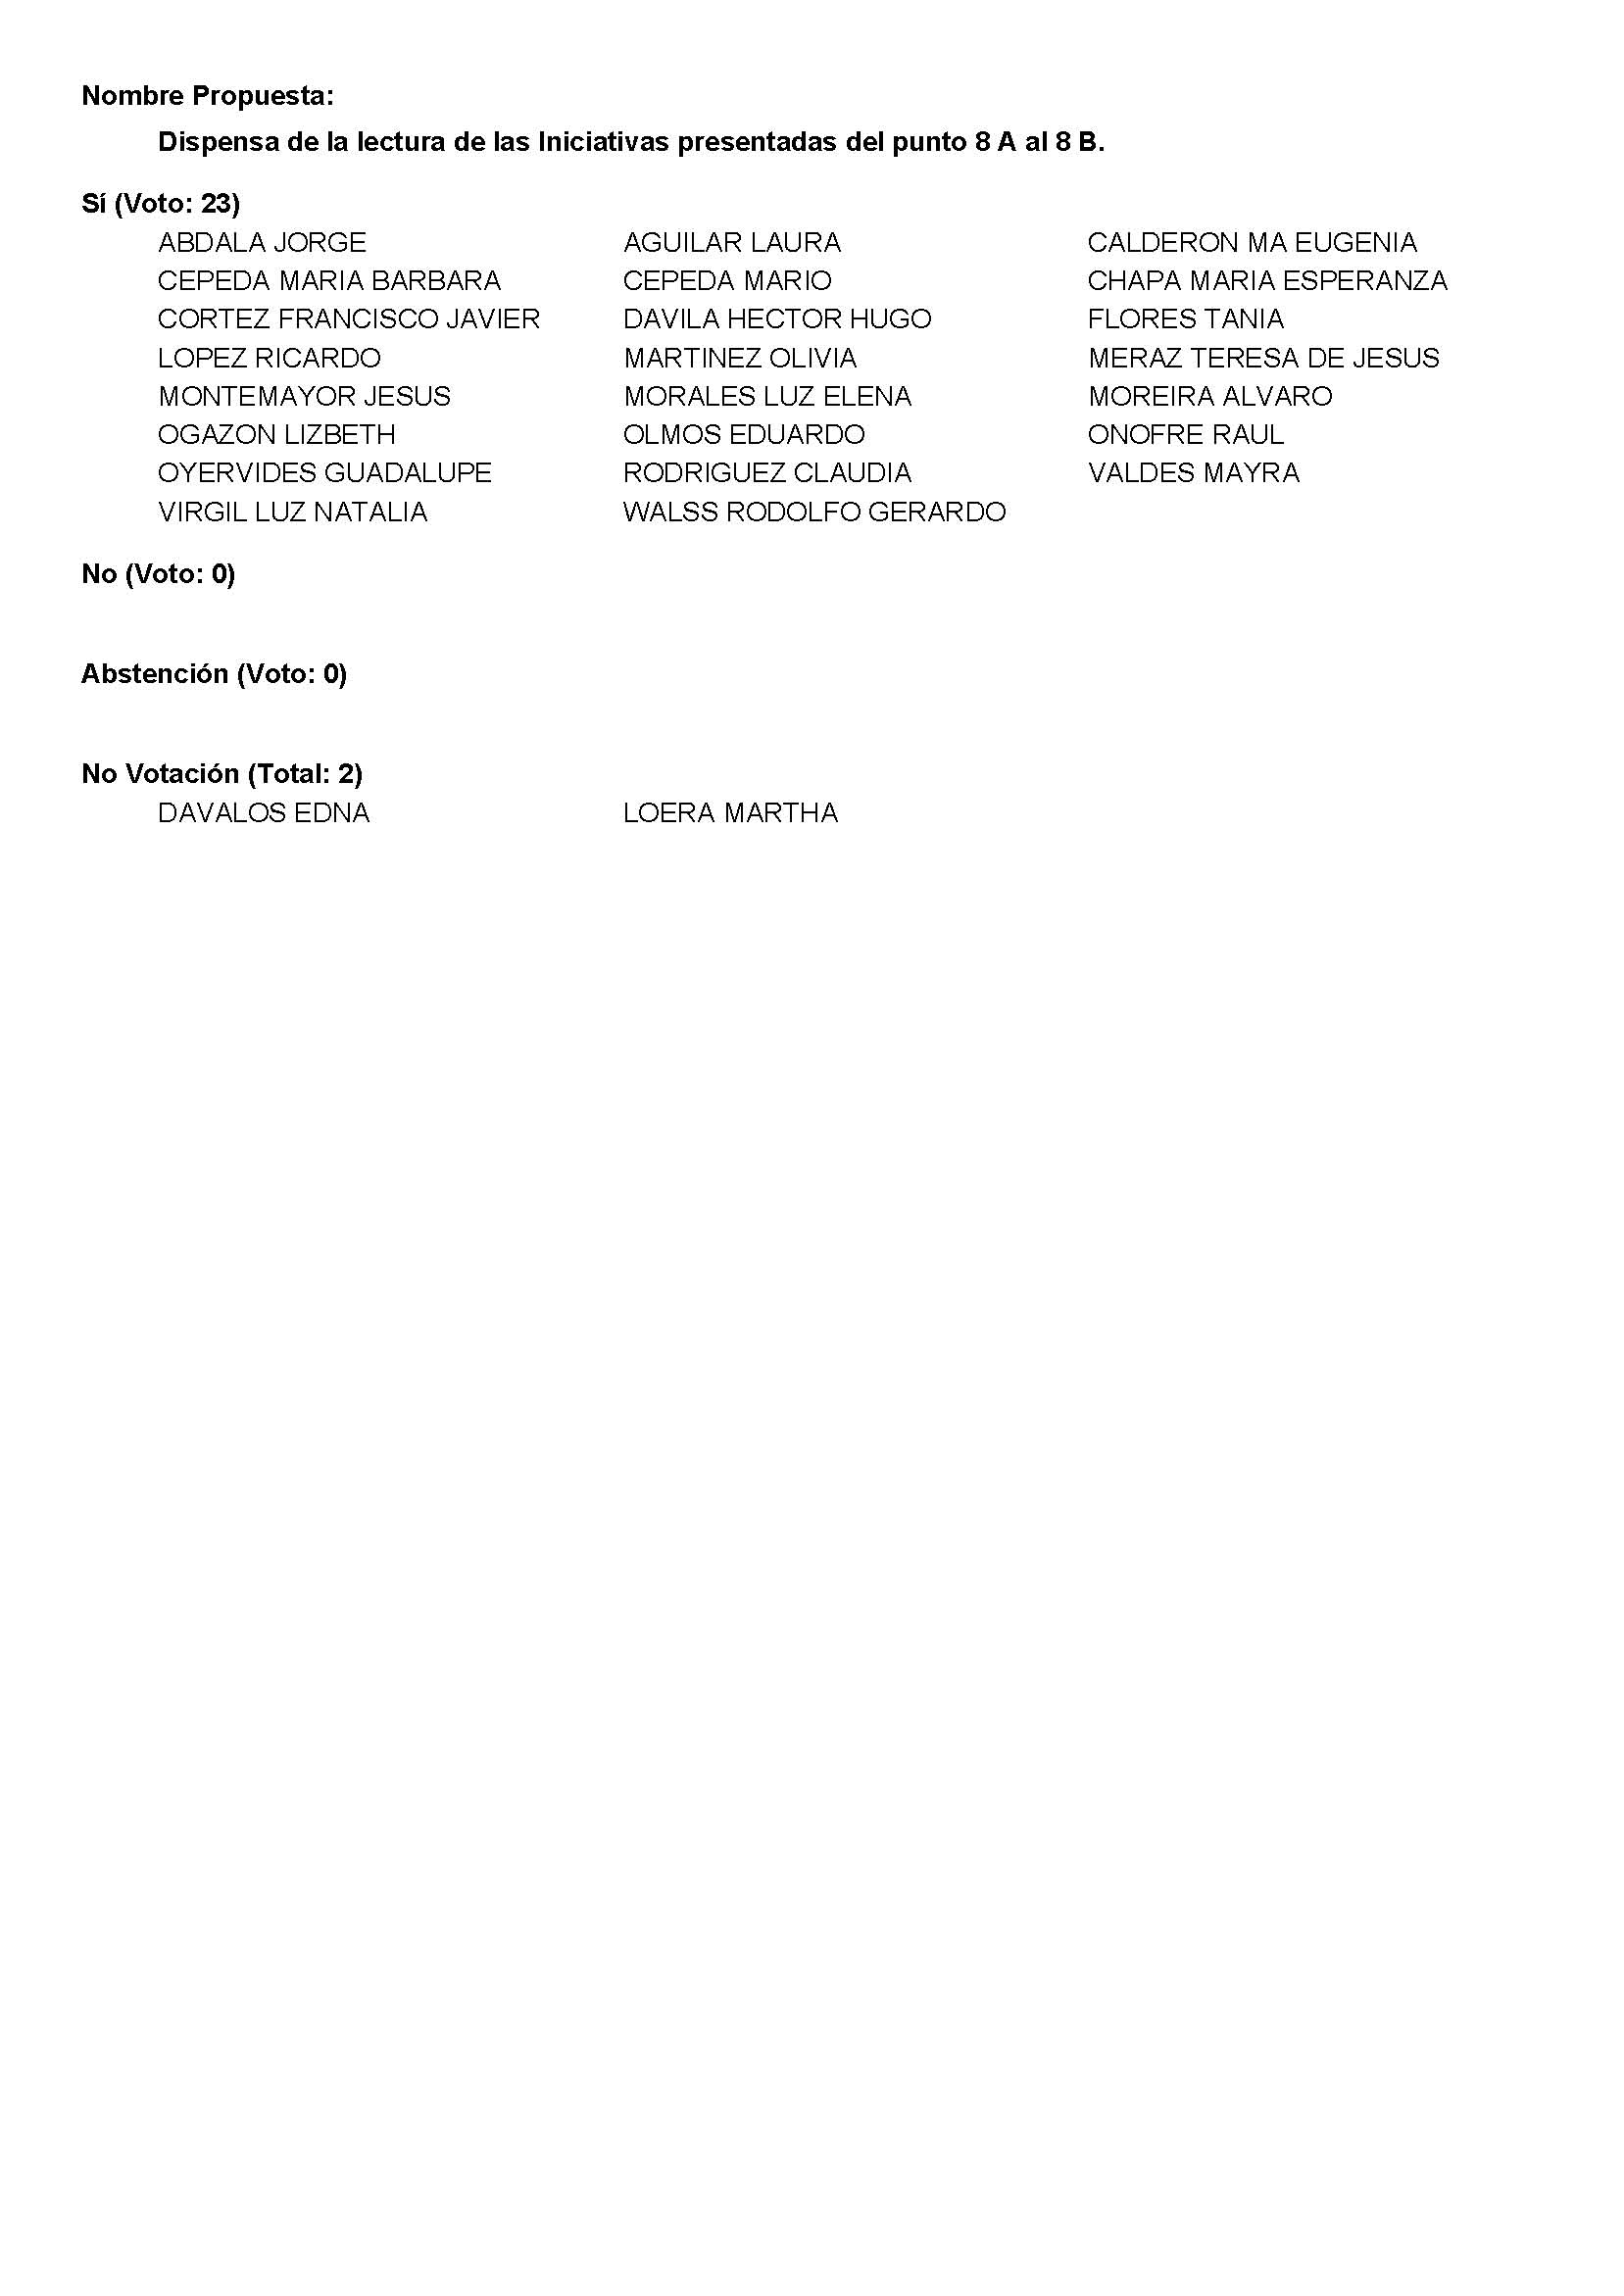 Nombre Propuesta:
Dispensa de la lectura de las Iniciativas presentadas del punto 8 A al 8 B.
Sí (Voto: 23)
ABDALA JORGE AGUILAR LAURA CALDERON MA EUGENIA
CEPEDA MARIA BARBARA CEPEDA MARIO CHAPA MARIA ESPERANZA
CORTEZ FRANCISCO JAVIER DAVILA HECTOR HUGO FLORES TANIA
LOPEZ RICARDO MARTINEZ OLIVIA MERAZ TERESA DE JESUS
MONTEMAYOR JESUS MORALES LUZ ELENA MOREIRA ALVARO
OGAZON LIZBETH OLMOS EDUARDO ONOFRE RAUL
OYERVIDES GUADALUPE RODRIGUEZ CLAUDIA VALDES MAYRA
VIRGIL LUZ NATALIA WALSS RODOLFO GERARDO
No (Voto: 0)
Abstención (Voto: 0)
No Votación (Total: 2)
DAVALOS EDNA LOERA MARTHA